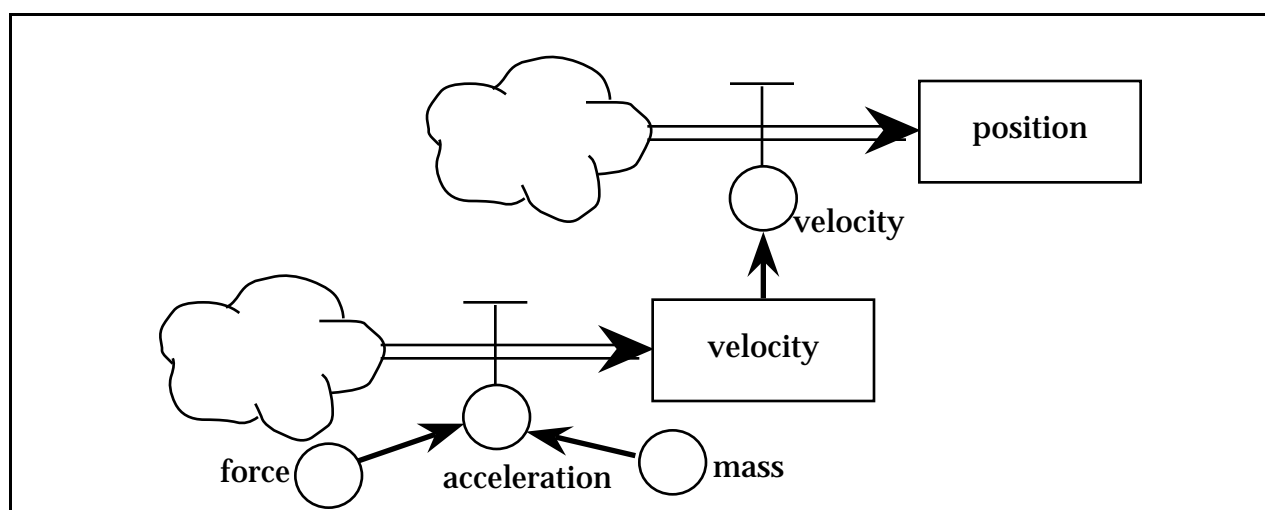 position
velocity
velocity
force
acceleration
mass